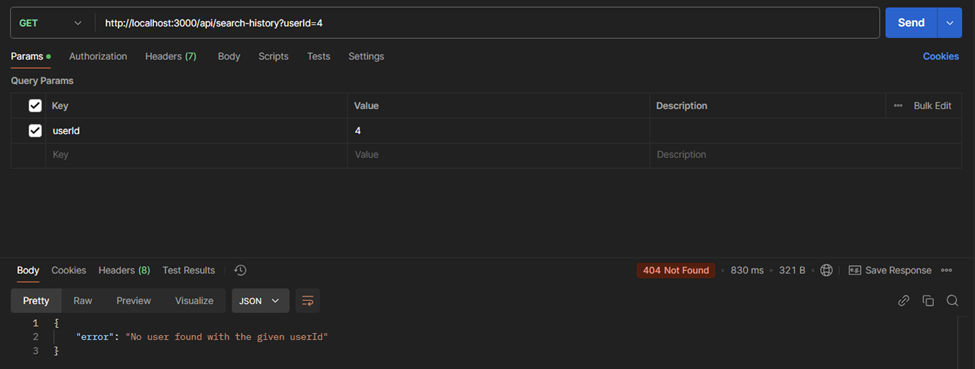 GET http://localhost:3000/api/search-history?userId=4 Send
Params Authorization Headers (7) Body Scripts Tests Settings Cookies
Query Params
Key Value Description Bulk Edit
userId 4
Key Value Description
Body Cookies Headers (8) Test Results 404 Not Found 830 ms 321 B Save Response
Pretty Raw Preview Visualize JSON
1 {
2 "error": "No user found with the given userId"
3 }